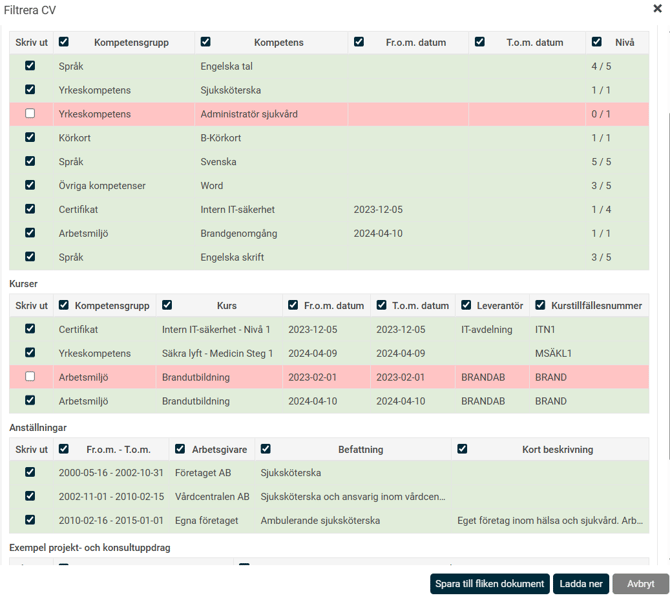 Filtrera CV
Skriv ut Kompetensgrupp Kompetens Fr.o.m. datum T.o.m. datum Nivå
Språk Engelska tal 4 / 5
Yrkeskompetens Sjuksköterska 1 / 1
Yrkeskompetens Administratör sjukvård 0 / 1
Körkort B-Körkort 1 / 1
Språk Svenska 5 / 5
Övriga kompetenser Word 3 / 5
Certifikat Intern IT-säkerhet 2023-12-05 1 / 4
Arbetsmiljö Brandgenomgång 2024-04-10 1 / 1
Språk Engelska skrift 3 / 5
Kurser
Skriv ut Kompetensgrupp Kurs Fr.o.m. datum T.o.m. datum Leverantör Kurstillfällesnummer
Certifikat Intern IT-säkerhet - Nivå 1 2023-12-05 2023-12-05 IT-avdelning ITN1
Yrkeskompetens Säkra lyft - Medicin Steg 1 2024-04-09 2024-04-09 MSÄKL1
Arbetsmiljö Brandutbildning 2023-02-01 2023-02-01 BRANDAB BRAND
Arbetsmiljö Brandutbildning 2024-04-10 2024-04-10 BRANDAB BRAND
Anställningar
Skriv ut Fr.o.m. - T.o.m. Arbetsgivare Befattning Kort beskrivning
2000-05-16 - 2002-10-31 Företaget AB Sjuksköterska
2002-11-01 - 2010-02-15 Vårdcentralen AB Sjuksköterska och ansvarig inom vårdcen...
2010-02-16 - 2015-01-01 Egna företaget Ambulerande sjuksköterska Eget företag inom hälsa och sjukvård. Arb...
Exempel projekt- och konsultuppdrag
Spara till fliken dokument Ladda ner Avbryt